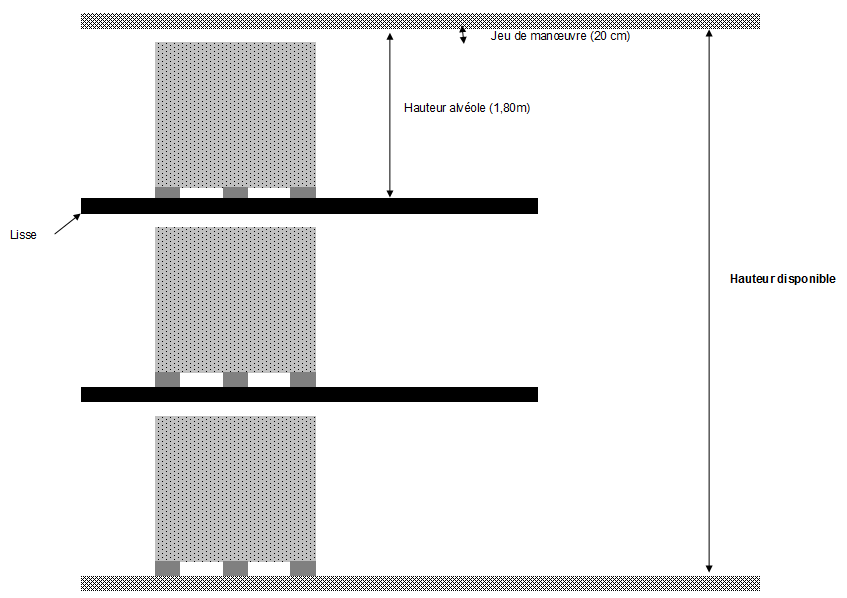 Jeu de manœuvre (20 cm)
Hauteur alvéole (1,80m)
Lisse
Hauteur disponible